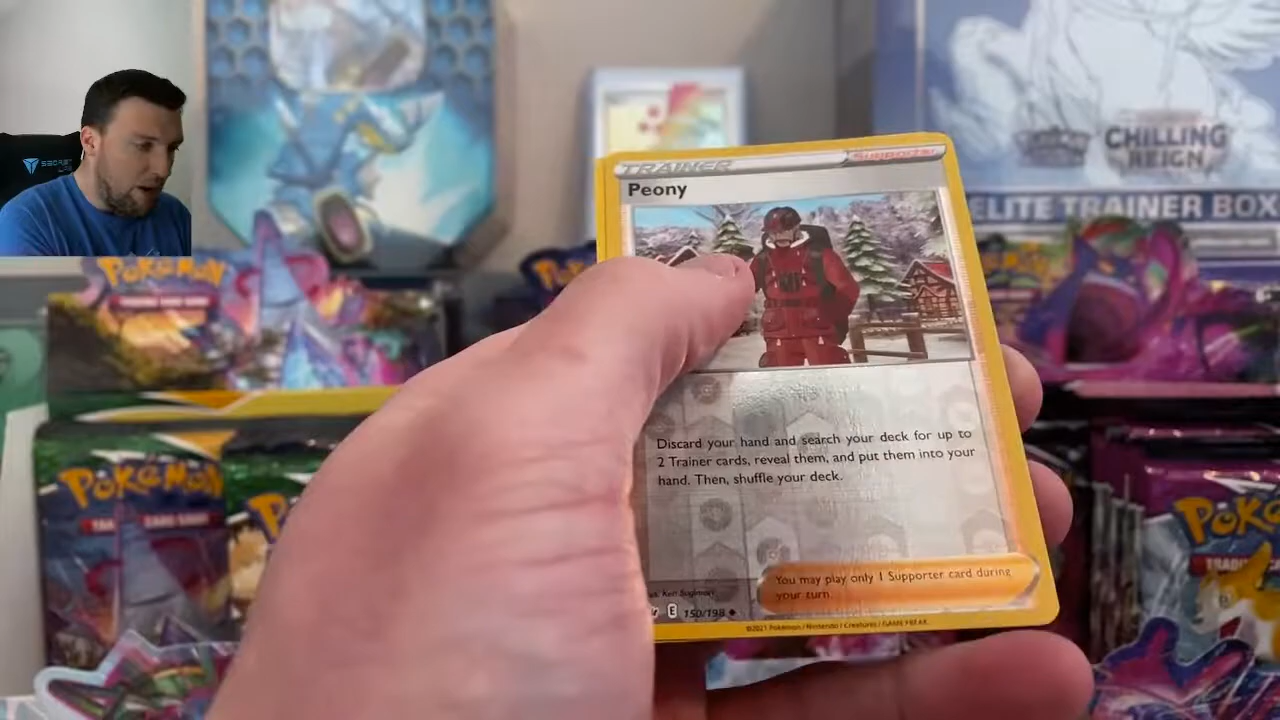 CHILLING
REIGN
ELITE TRAINER BOX
TRAINER
Supporter
Peony
POKÉMON
Discard your hand and search your deck for up to
2 Trainer cards, reveal them, and put them into your
hand. Then, shuffle your deck.
POKÉMON
You may play only 1 Supporter card during
your turn.
Ken Sugimori
E 150/198
©2021 Pokémon / Nintendo / Creatures / GAME FREAK